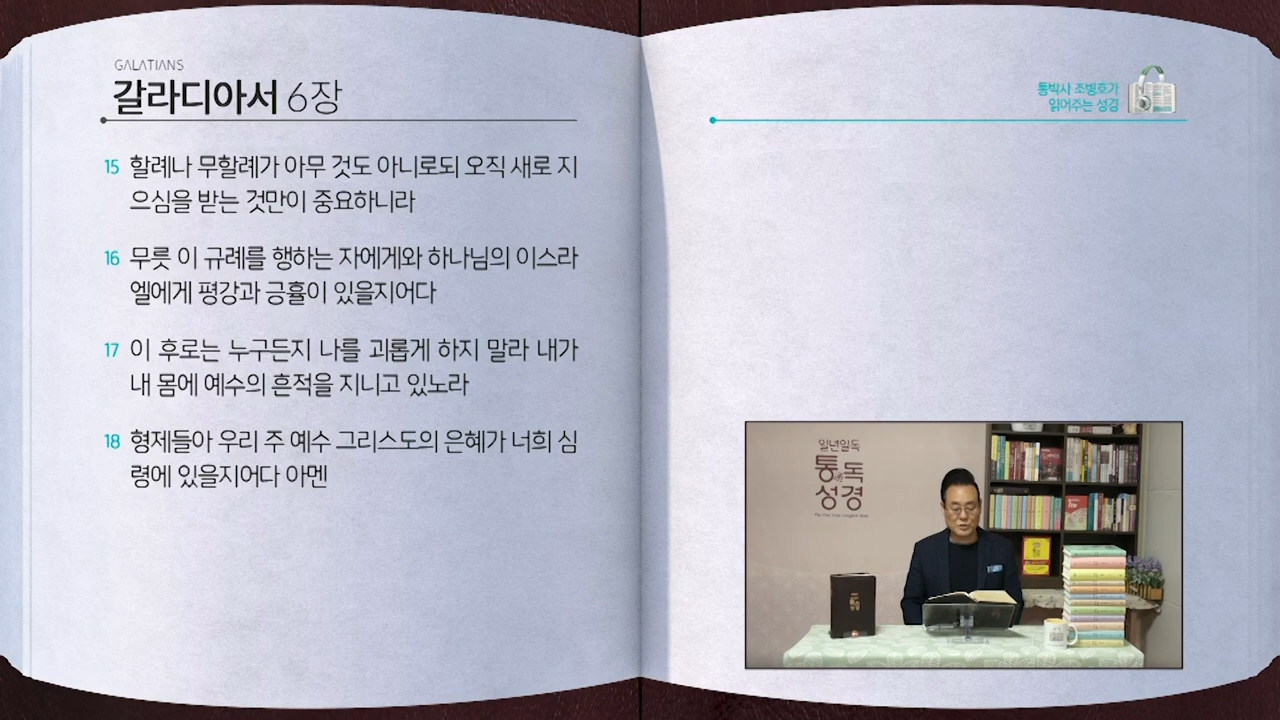 GALATIANS
갈라디아서 6장
15 할례나 무할례가 아무 것도 아니로되 오직 새로 지
으심을 받는 것만이 중요하니라
16 무릇 이 규례를 행하는 자에게와 하나님의 이스라
엘에게 평강과 긍휼이 있을지어다
17 이 후로는 누구든지 나를 괴롭게 하지 말라 내가
내 몸에 예수의 흔적을 지니고 있노라
18 형제들아 우리 주 예수 그리스도의 은혜가 너희 심
령에 있을지어다 아멘
통박사 조병호가
읽어주는 성경
일년일독
통독
성경